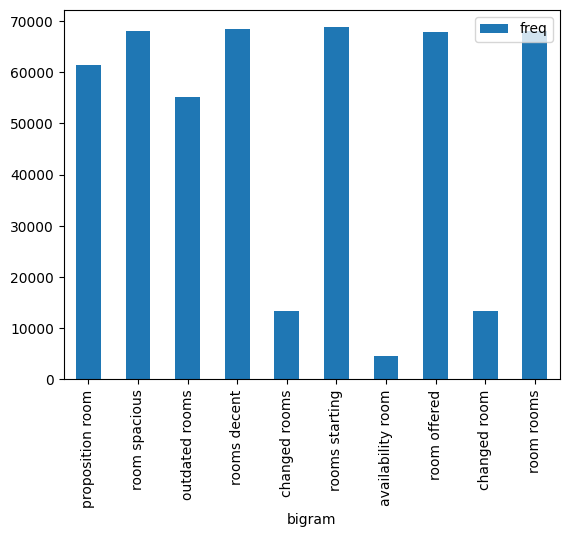 freq
70000
60000
50000
40000
30000
20000
10000
0
proposition room
room spacious
outdated rooms
rooms decent
changed rooms
rooms starting
availability room
room offered
changed room
room rooms
bigram